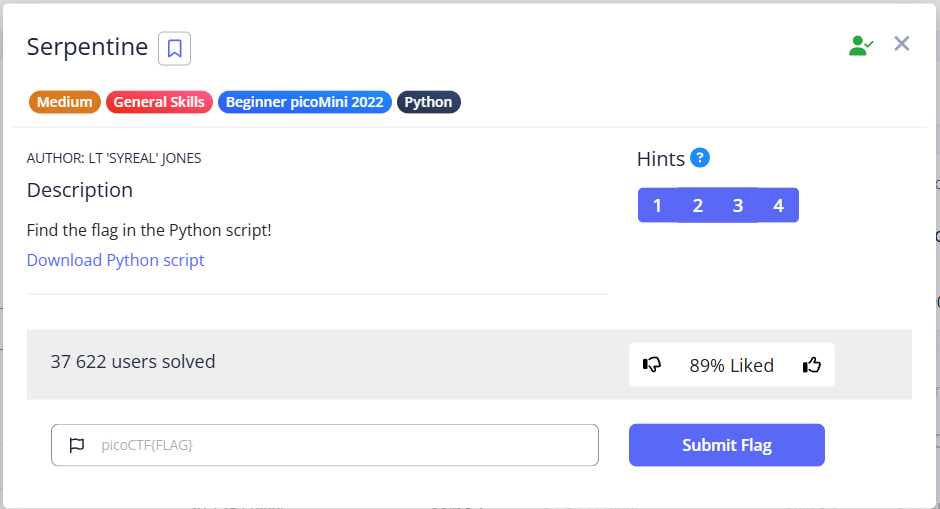 Serpentine
Medium General Skills Beginner picoMini 2022 Python
AUTHOR: LT 'SYREAL' JONES
Description
Find the flag in the Python script!
Download Python script
Hints ?
1 2 3 4
37 622 users solved
89% Liked
picoCTF{FLAG}
Submit Flag